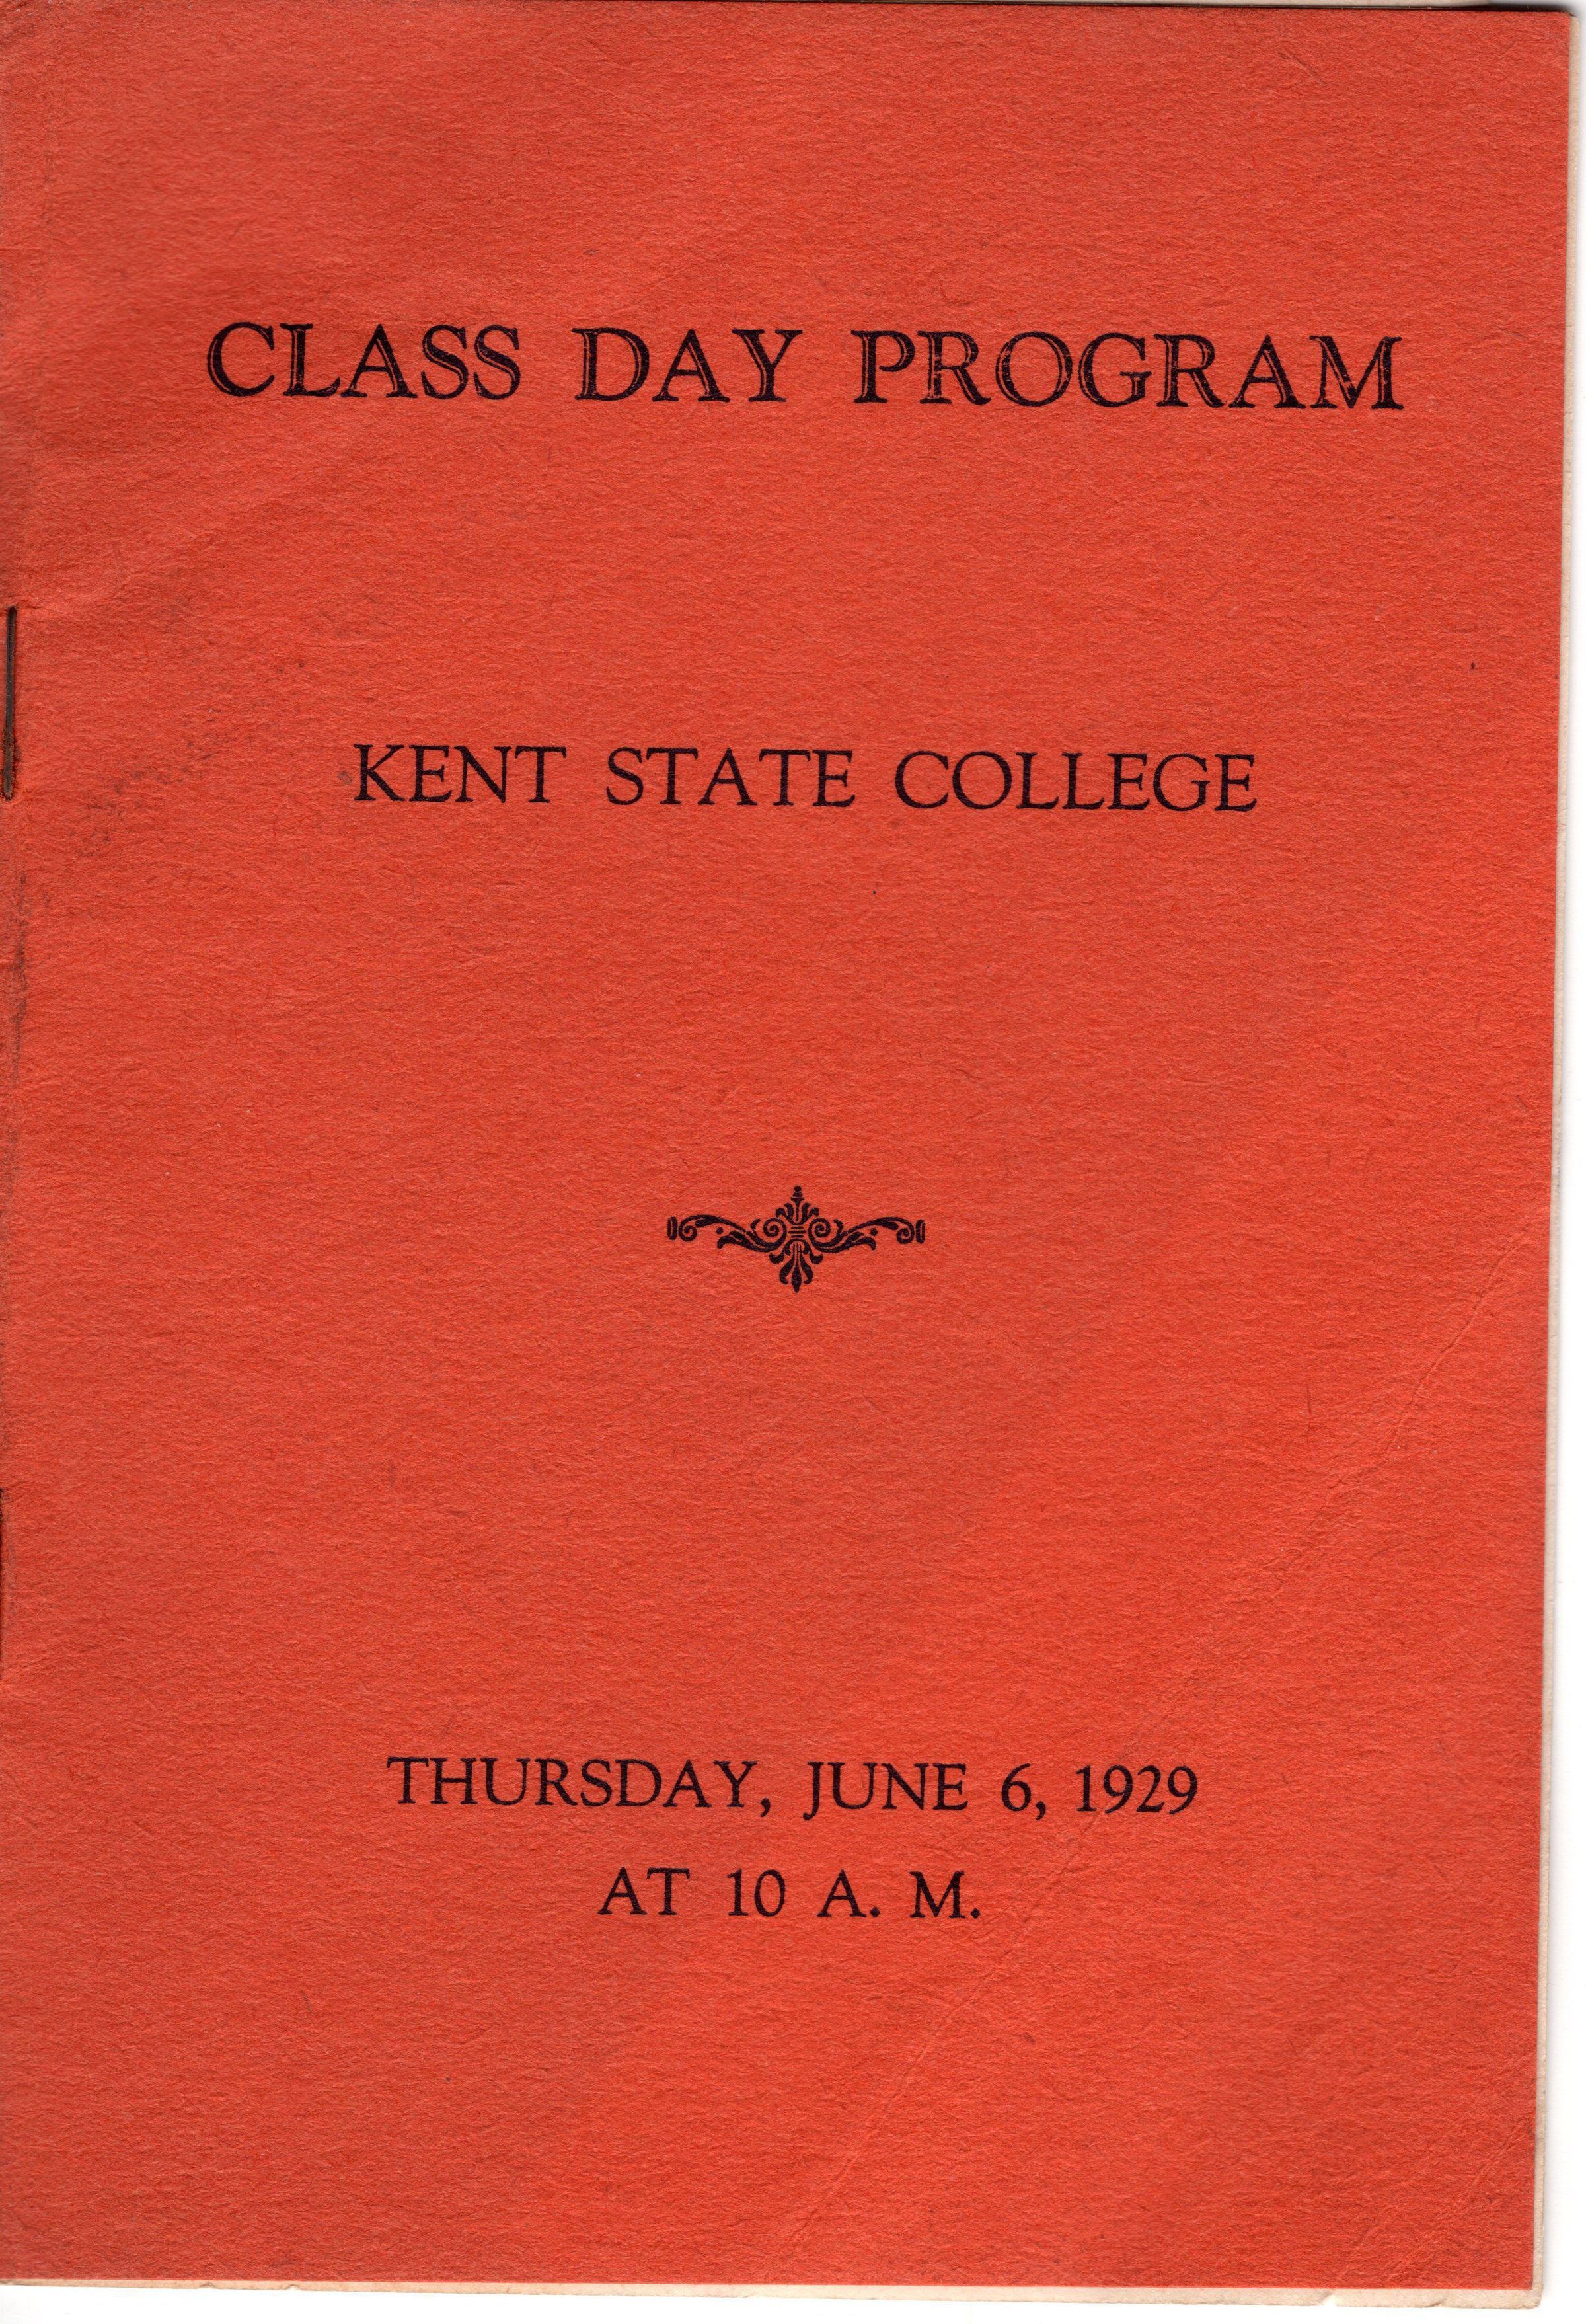 CLASS DAY PROGRAM
KENT STATE COLLEGE
THURSDAY, JUNE 6, 1929
AT 10 A. M.